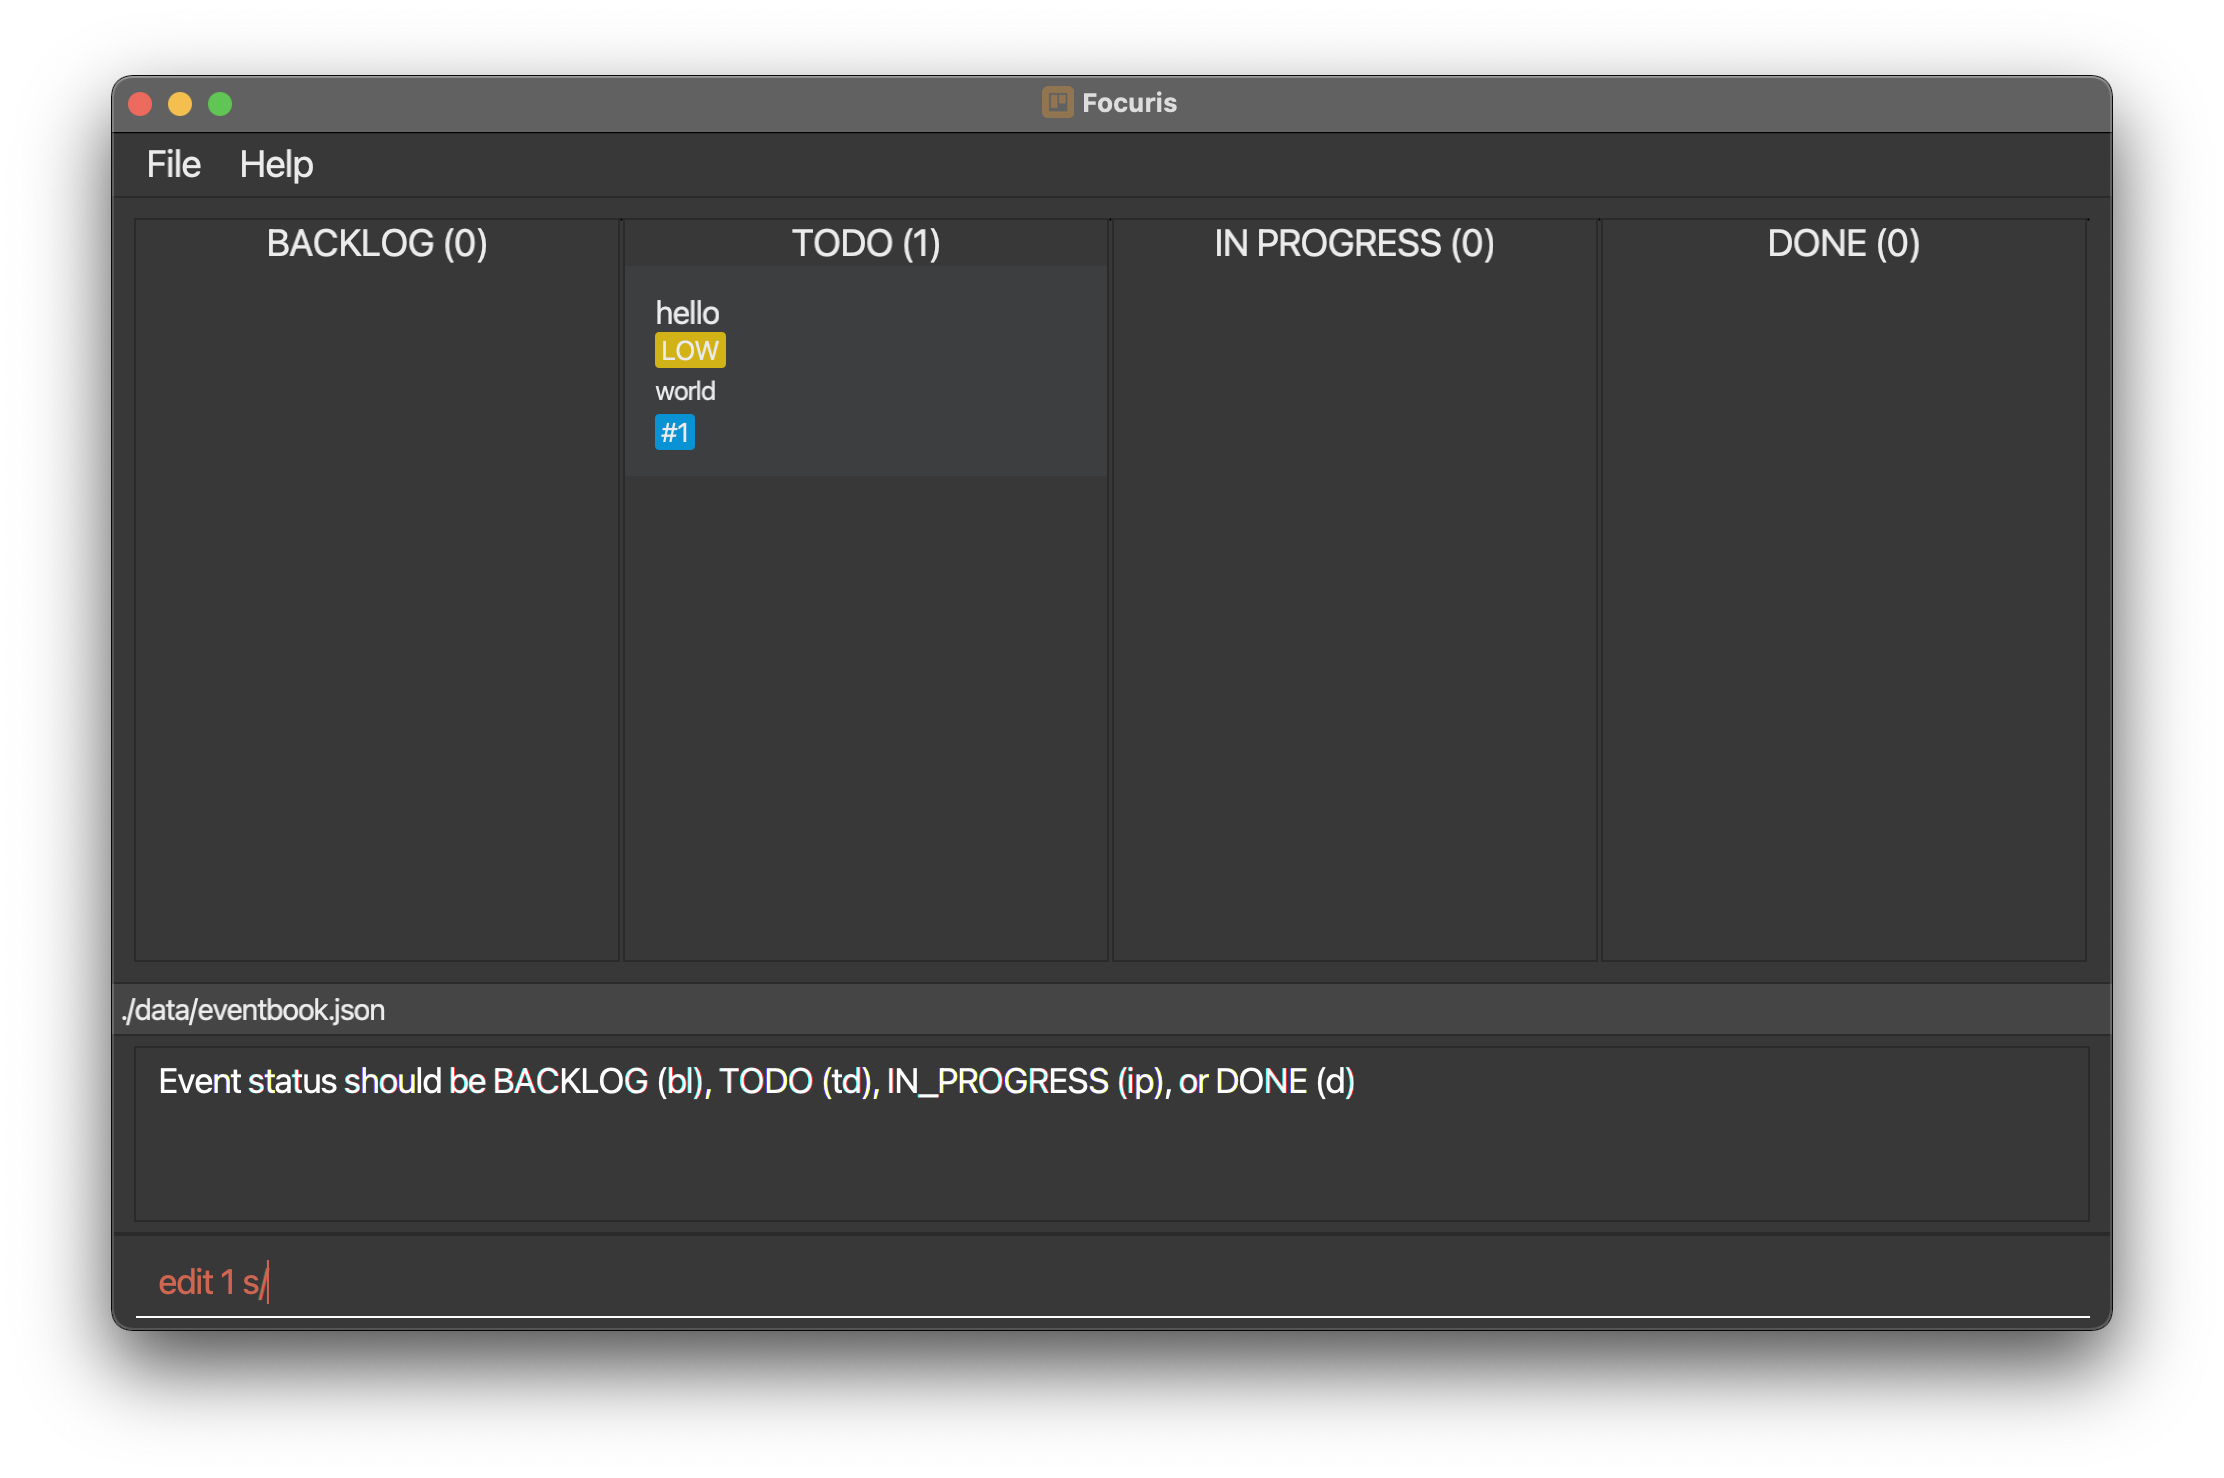 Focuris
File Help
BACKLOG (0) TODO (1) IN PROGRESS (0) DONE (0)
hello
LOW
world
#1
./data/eventbook.json
Event status should be BACKLOG (bl), TODO (td), IN_PROGRESS (ip), or DONE (d)
edit 1 s/